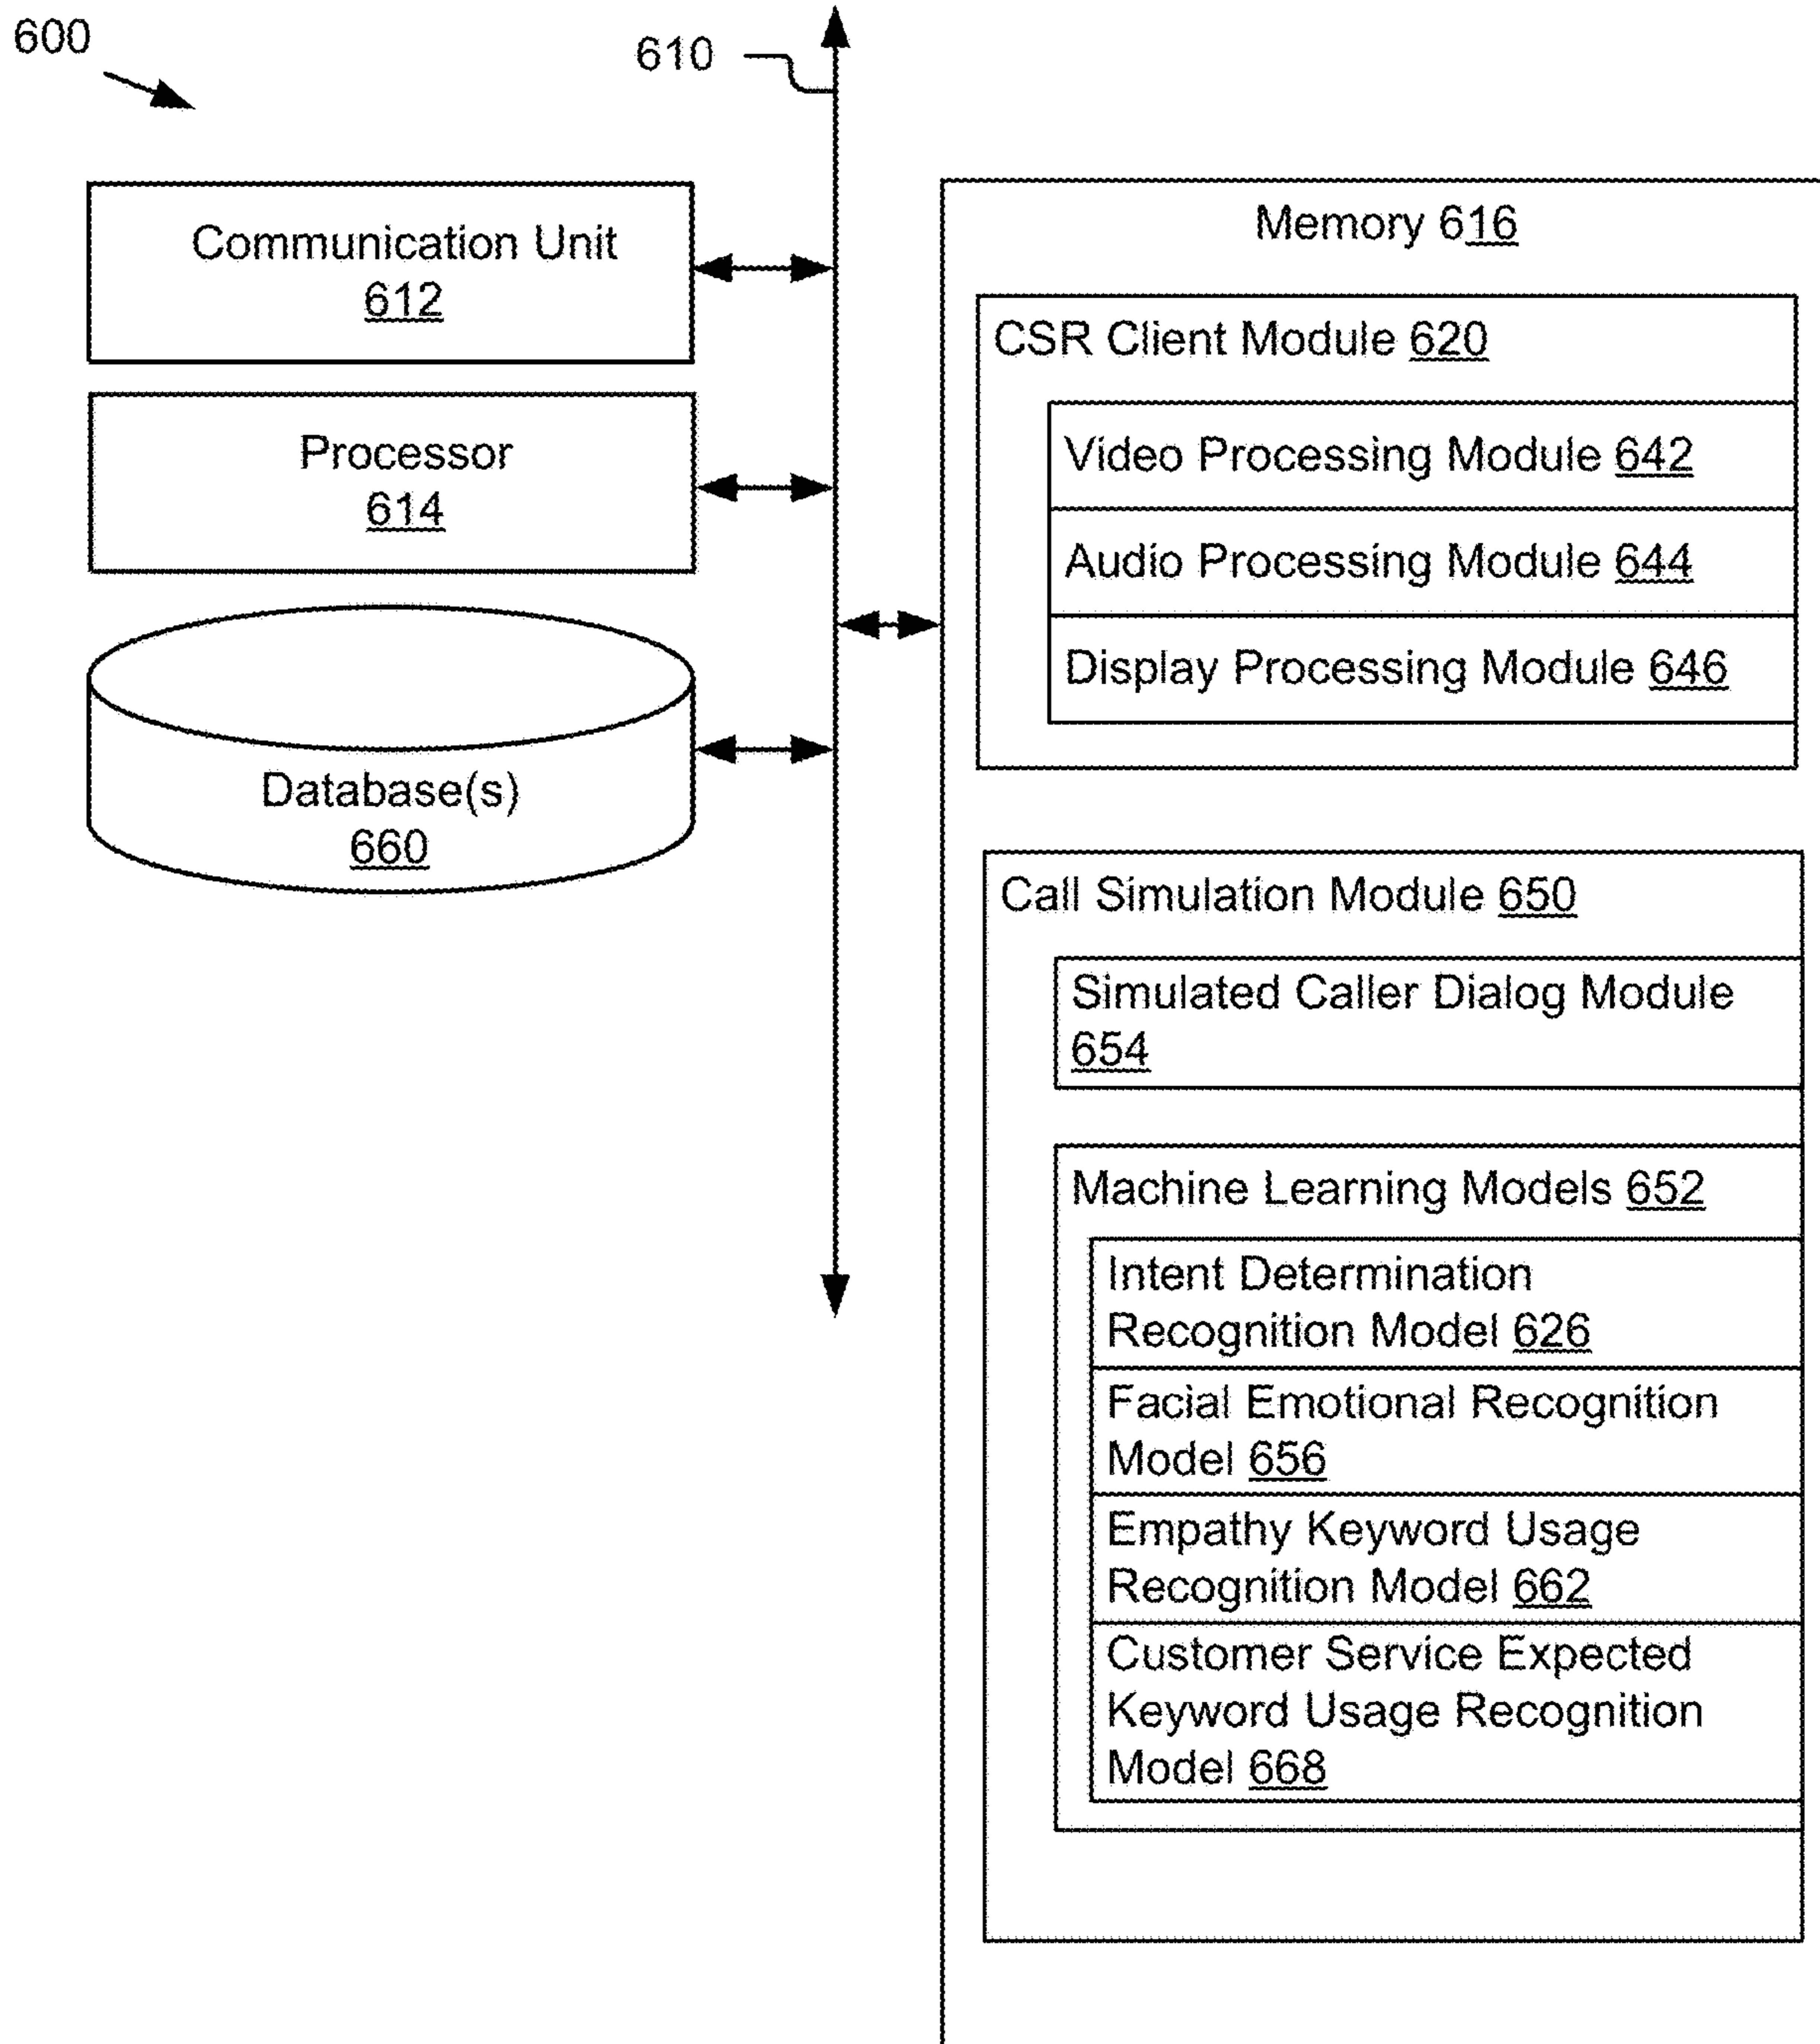 600
610
Communication Unit
612
Processor
614
Database(s)
660
Memory 616
CSR Client Module 620
Video Processing Module 642
Audio Processing Module 644
Display Processing Module 646
Call Simulation Module 650
Simulated Caller Dialog Module
654
Machine Learning Models 652
Intent Determination
Recognition Model 626
Facial Emotional Recognition
Model 656
Empathy Keyword Usage
Recognition Model 662
Customer Service Expected
Keyword Usage Recognition
Model 668